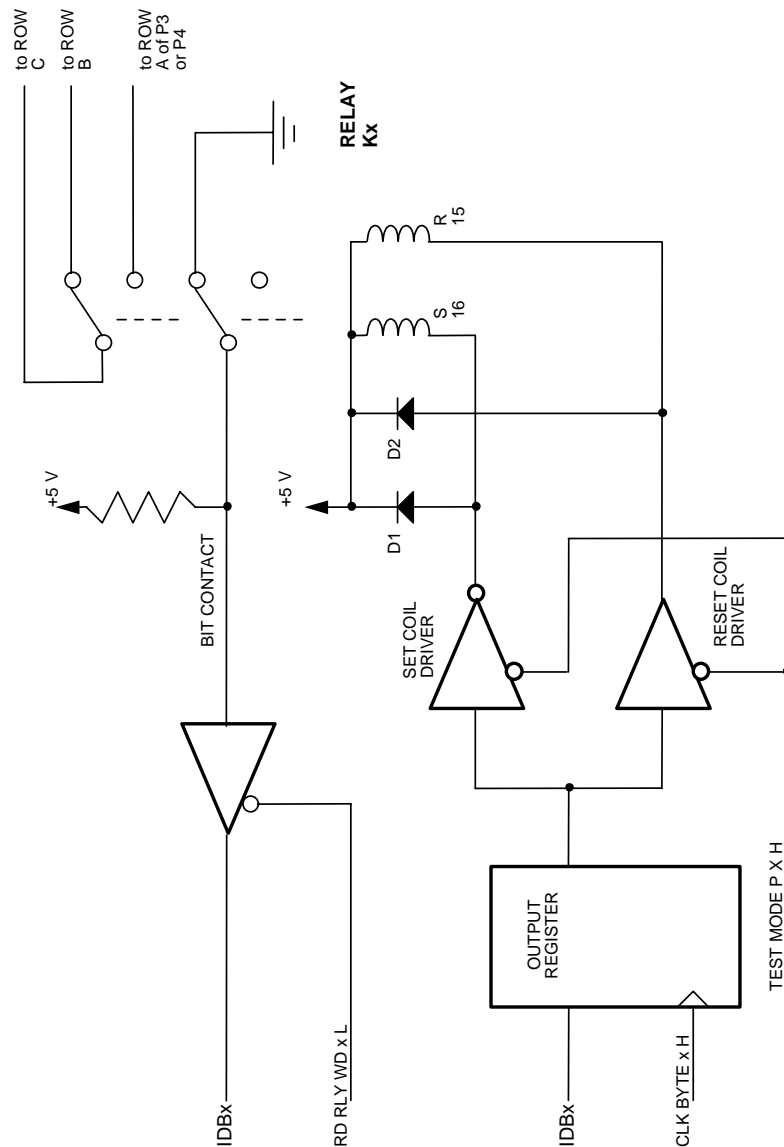 to ROW
C
to ROW
B
to ROW
A of P3
or P4
RELAY
Kx
+5 V
BIT CONTACT
IDBx
RD RLY WD x L
R
15
S
16
D2
D1
+5 V
SET COIL
DRIVER
RESET COIL
DRIVER
OUTPUT
REGISTER
IDBx
CLK BYTE x H
TEST MODE P X H